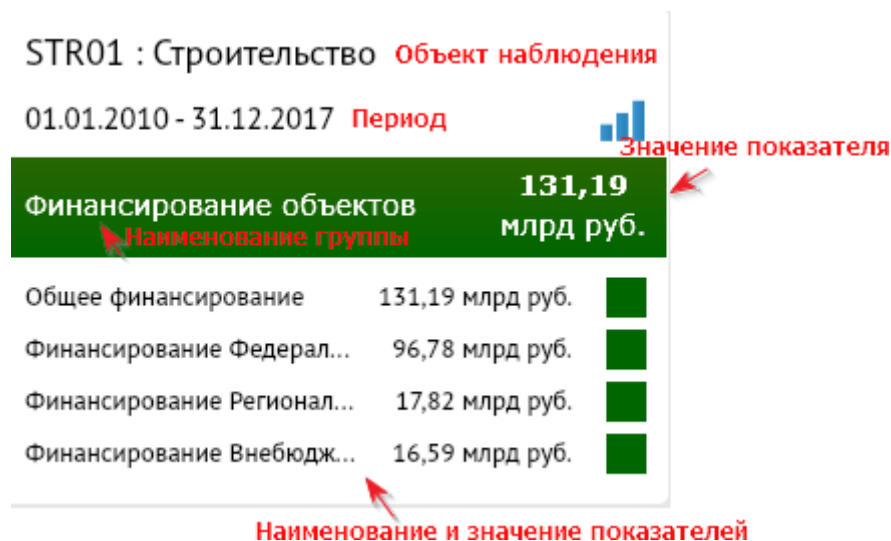 STR01 : Строительство Объект наблюдения
01.01.2010 - 31.12.2017 Период
Значение показателя
Финансирование объектов 131,19
Наименование группы млрд руб.
Общее финансирование 131,19 млрд руб.
Финансирование Федерал... 96,78 млрд руб.
Финансирование Регионал... 17,82 млрд руб.
Финансирование Внебюдж... 16,59 млрд руб.
Наименование и значение показателей